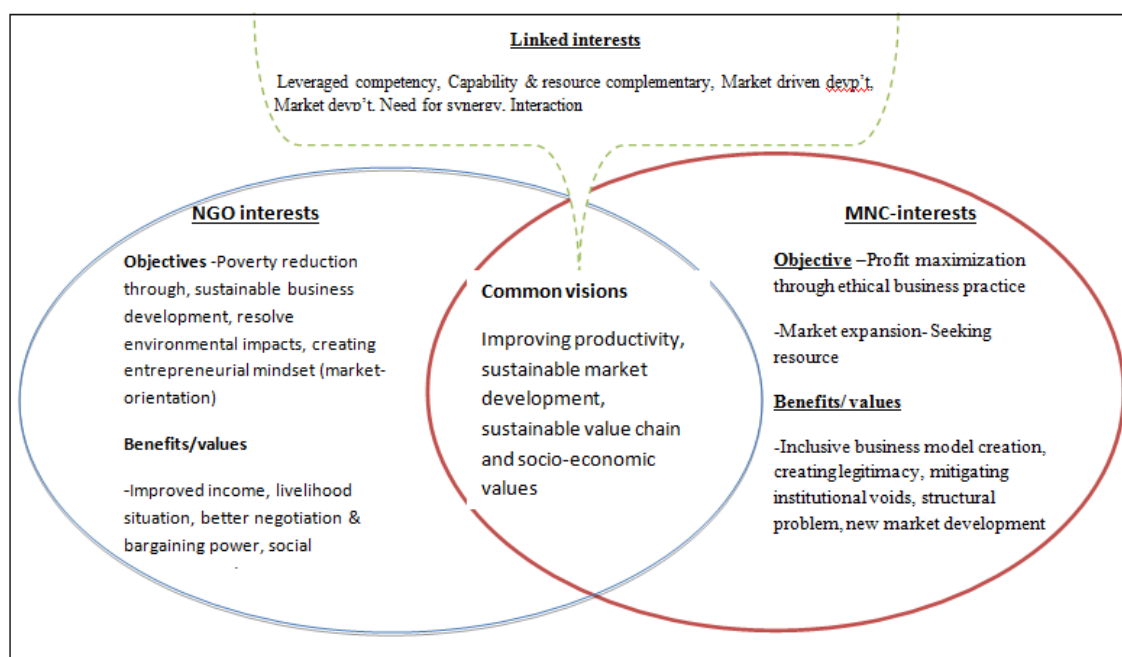 Linked interests
Leveraged competency, Capability & resource complementary, Market driven devp't,
Market devp't, Need for synergy, Interaction
NGO interests
Objectives -Poverty reduction
through, sustainable business
development, resolve
environmental impacts, creating
entrepreneurial mindset (market-
orientation)
Benefits/values
-Improved income, livelihood
situation, better negotiation &
bargaining power, social
Common visions
Improving productivity,
sustainable market
development,
sustainable value chain
and socio-economic
values
MNC-interests
Objective –Profit maximization
through ethical business practice
-Market expansion- Seeking
resource
Benefits/ values
-Inclusive business model creation,
creating legitimacy, mitigating
institutional voids, structural
problem, new market development